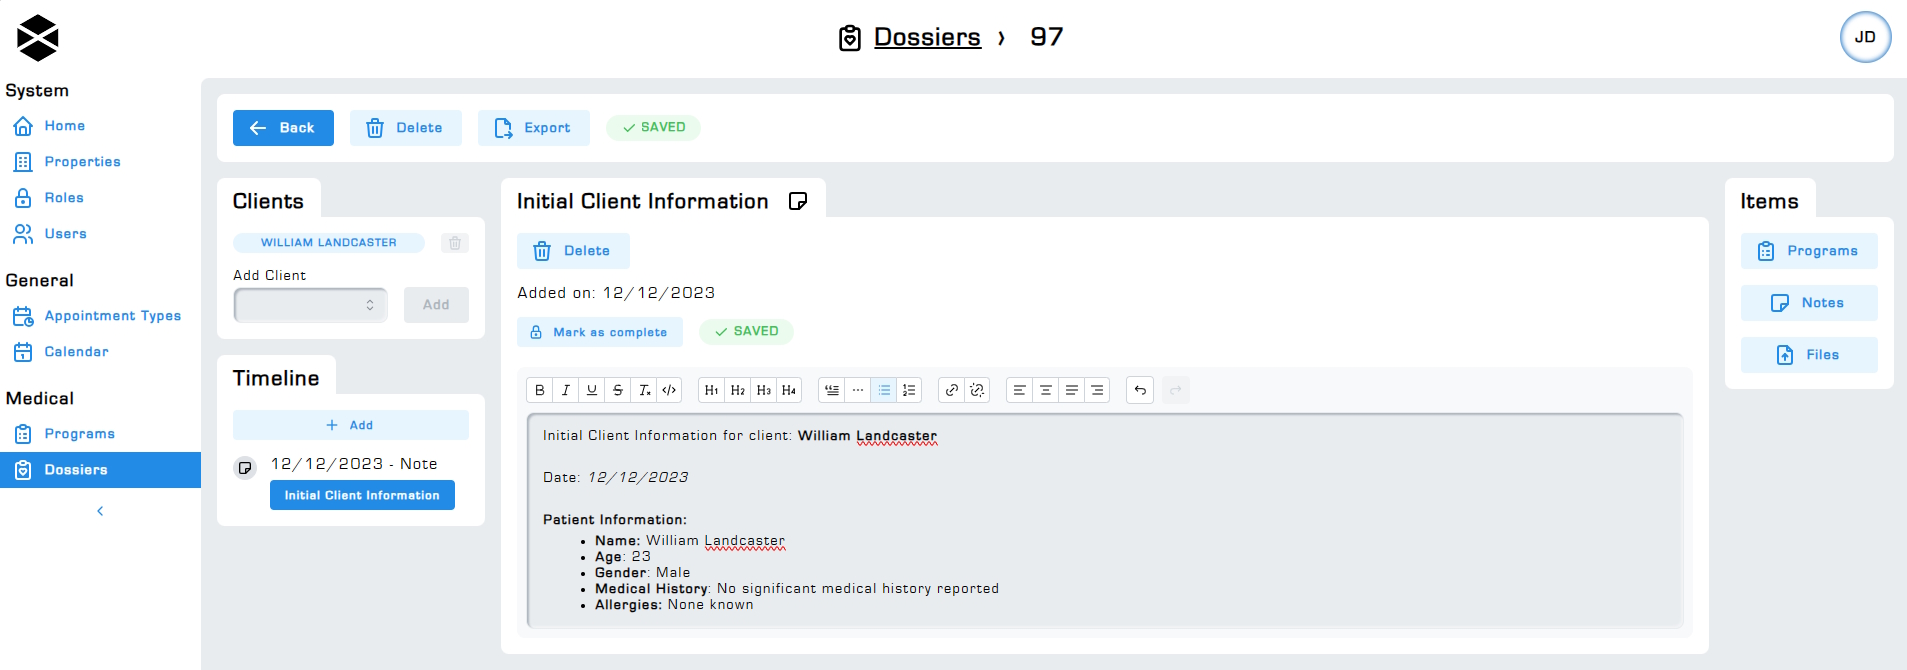 Dossiers › 97
JD
System
Home
Properties
Roles
Users
General
Appointment Types
Calendar
Medical
Programs
Dossiers
Back
Delete
Export
SAVED
Clients
WILLIAM LANDCASTER
Add Client
Add
Timeline
Add
12/12/2023 - Note
Initial Client Information
Initial Client Information
Delete
Added on: 12/12/2023
Mark as complete
SAVED
B I U S Tx </> H1 H2 H3 H4
Initial Client Information for client: William Landcaster
Date: 12/12/2023
Patient Information:
• Name: William Landcaster
• Age: 23
• Gender: Male
• Medical History: No significant medical history reported
• Allergies: None known
Items
Programs
Notes
Files